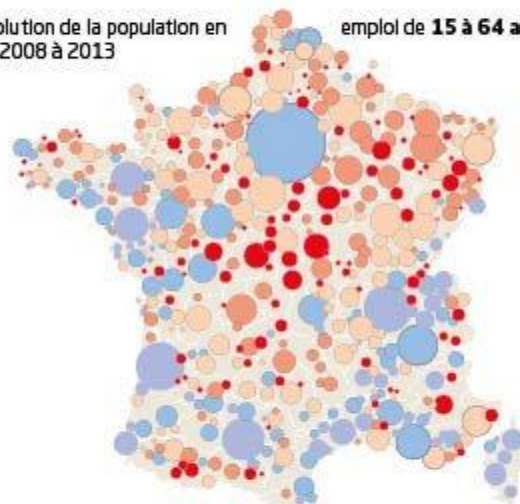 olution de la population en
2008 à 2013
emploi de 15 à 64 a